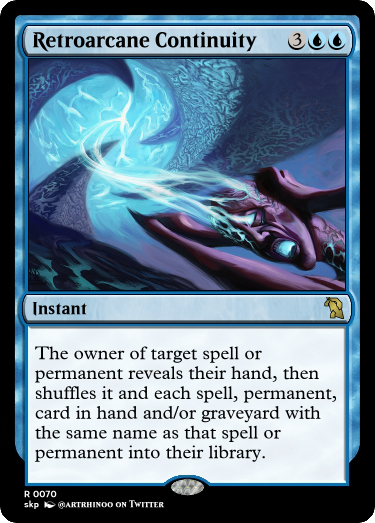 Retroarcane Continuity 3
Instant
The owner of target spell or
permanent reveals their hand, then
shuffles it and each spell, permanent,
card in hand and/or graveyard with
the same name as that spell or
permanent into their library.
R 0070
skp @artrhinoo on Twitter